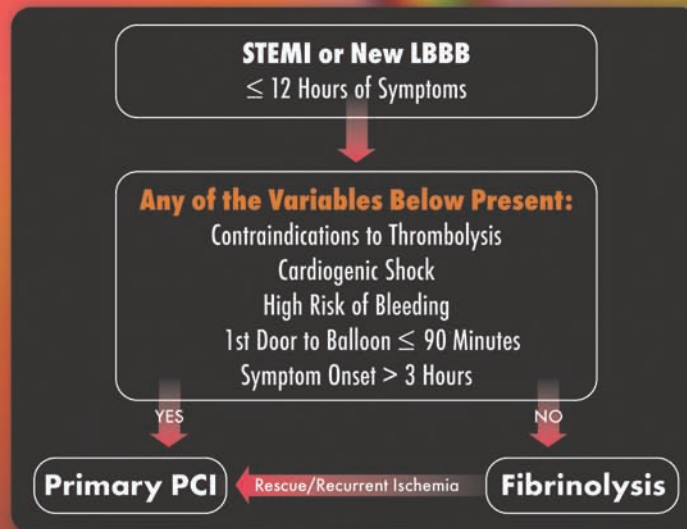 STEMI or New LBBB
≤ 12 Hours of Symptoms
Any of the Variables Below Present:
Contraindications to Thrombolysis
Cardiogenic Shock
High Risk of Bleeding
1st Door to Balloon ≤ 90 Minutes
Symptom Onset > 3 Hours
YES
NO
Primary PCI
Rescue/Recurrent Ischemia
Fibrinolysis